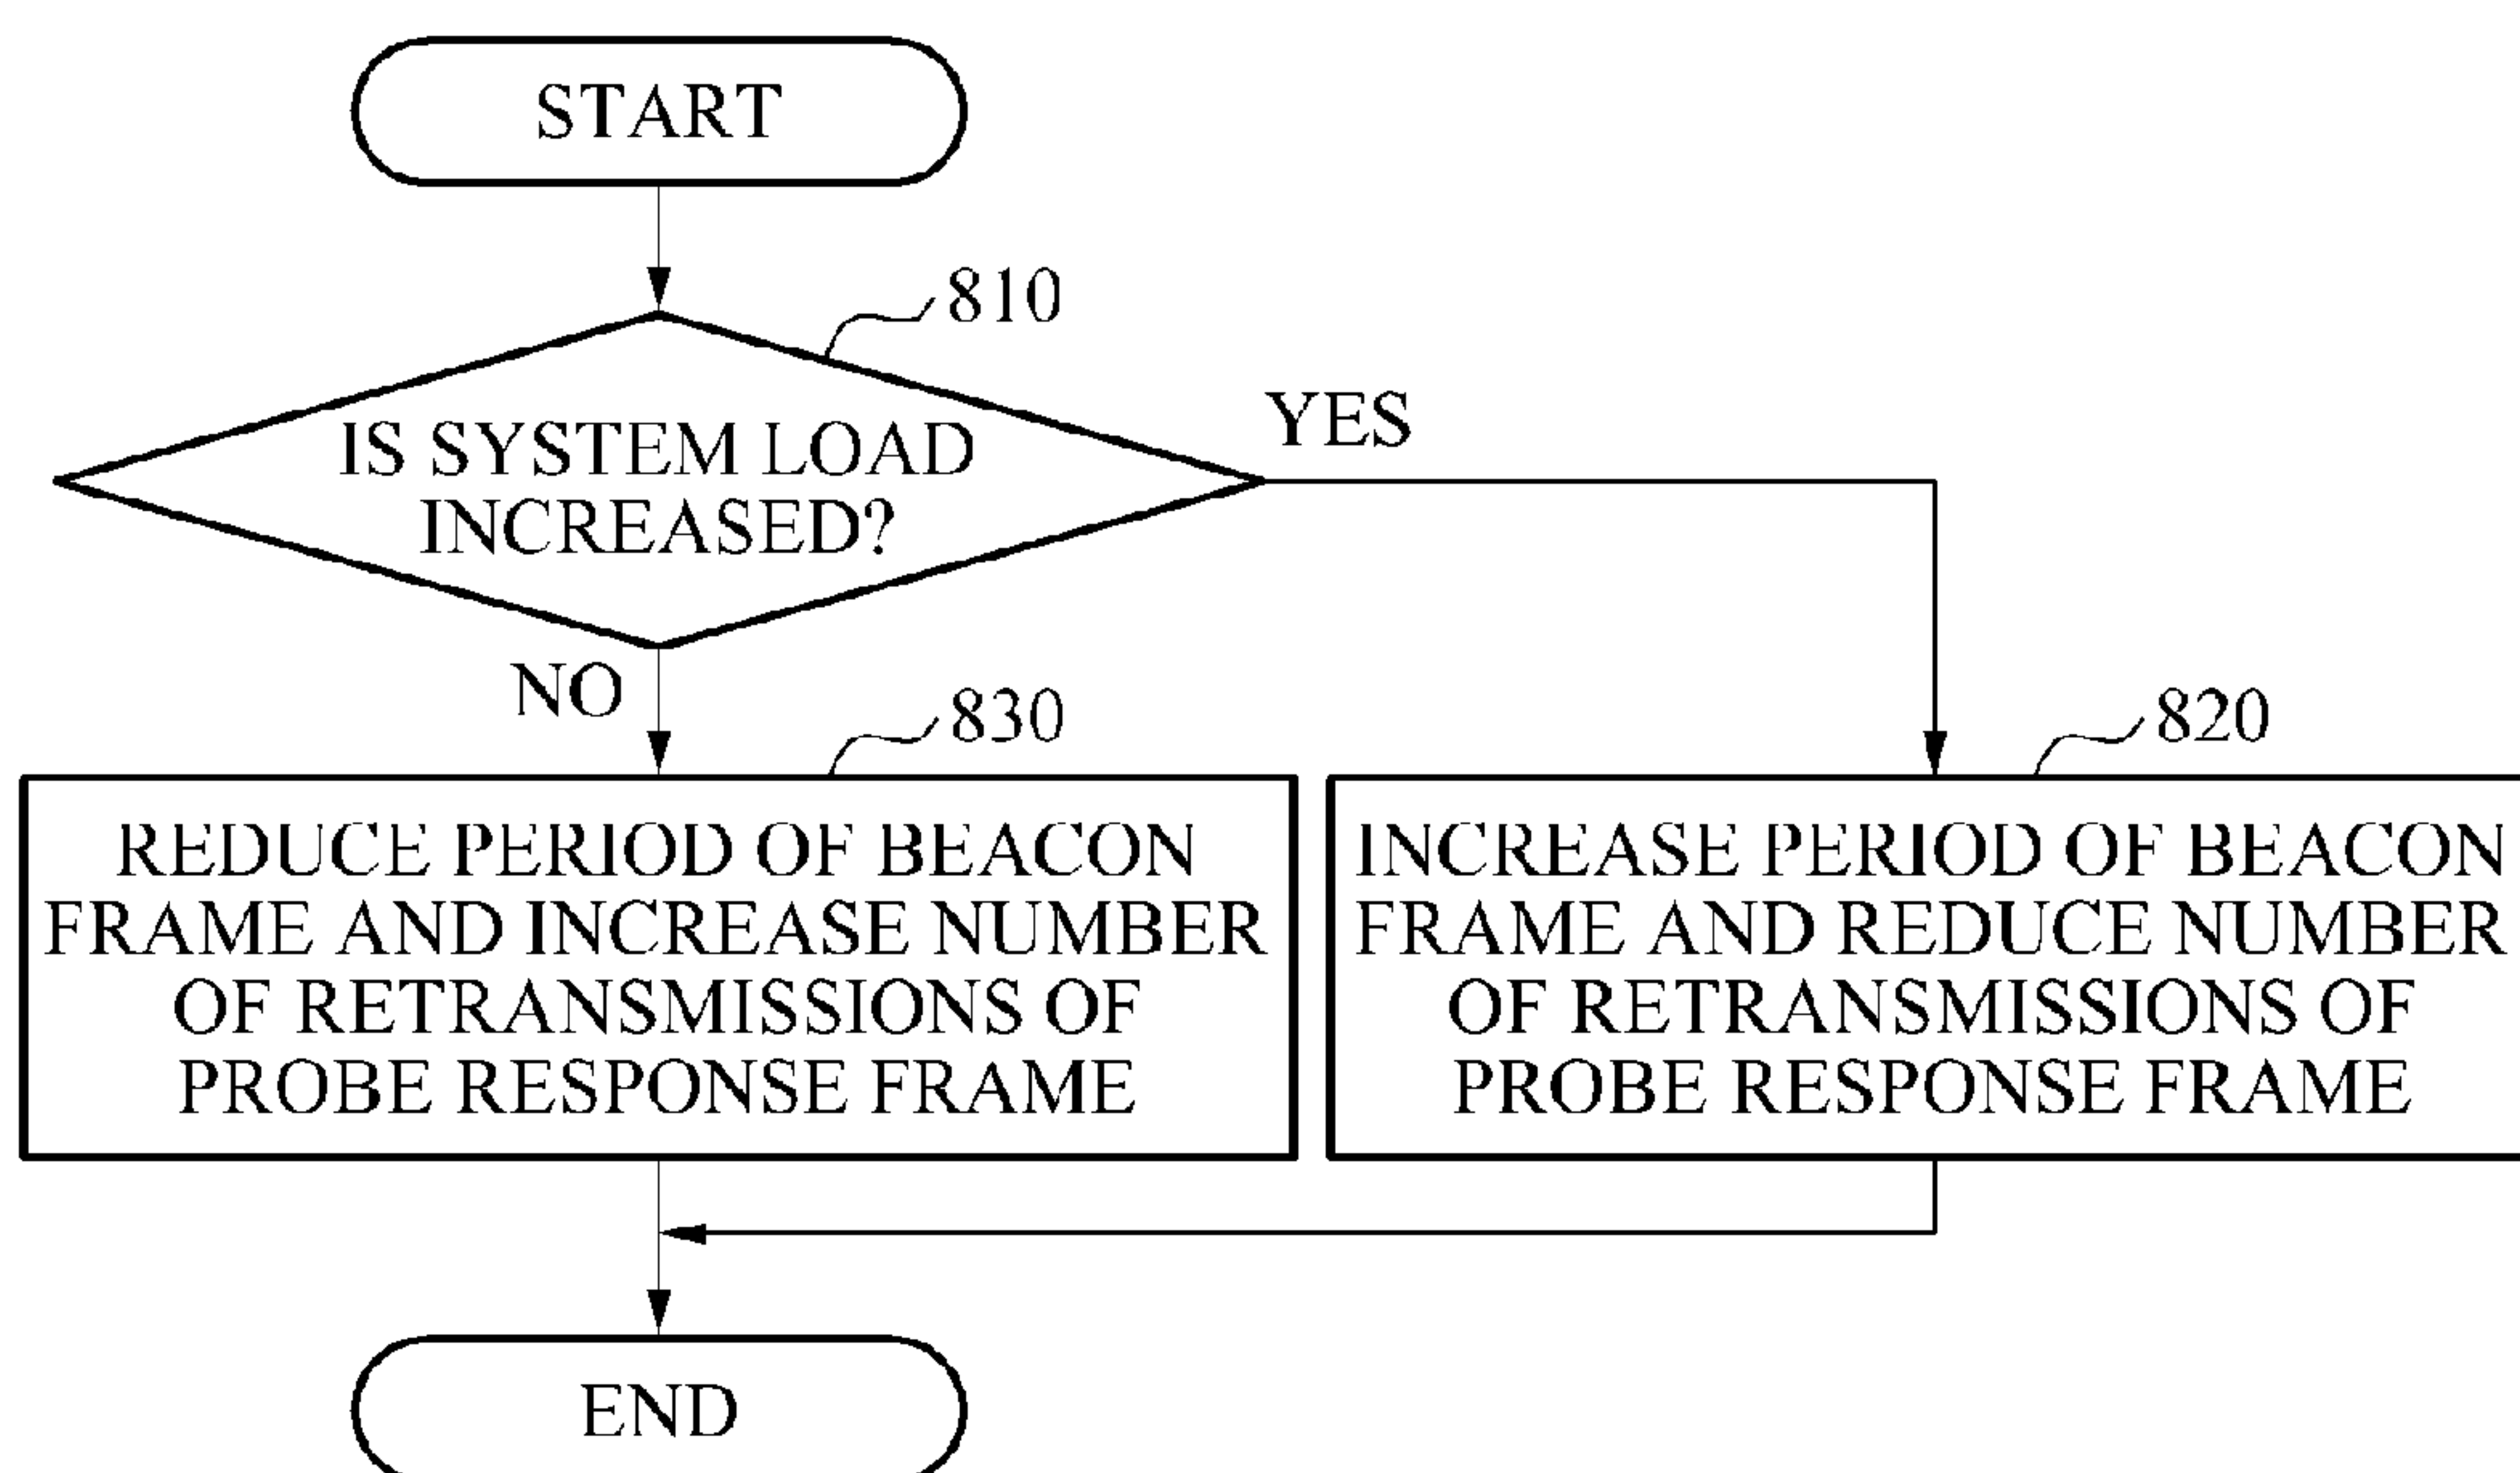 START
810
IS SYSTEM LOAD
INCREASED?
YES
NO
830
REDUCE PERIOD OF BEACON
FRAME AND INCREASE NUMBER
OF RETRANSMISSIONS OF
PROBE RESPONSE FRAME
820
INCREASE PERIOD OF BEACON
FRAME AND REDUCE NUMBER
OF RETRANSMISSIONS OF
PROBE RESPONSE FRAME
END